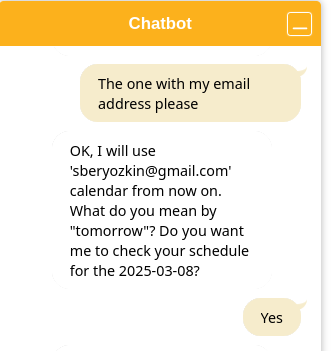 Chatbot
The one with my email
address please
OK, I will use
'sberyozkin@gmail.com'
calendar from now on.
What do you mean by
"tomorrow"? Do you want
me to check your schedule
for the 2025-03-08?
Yes